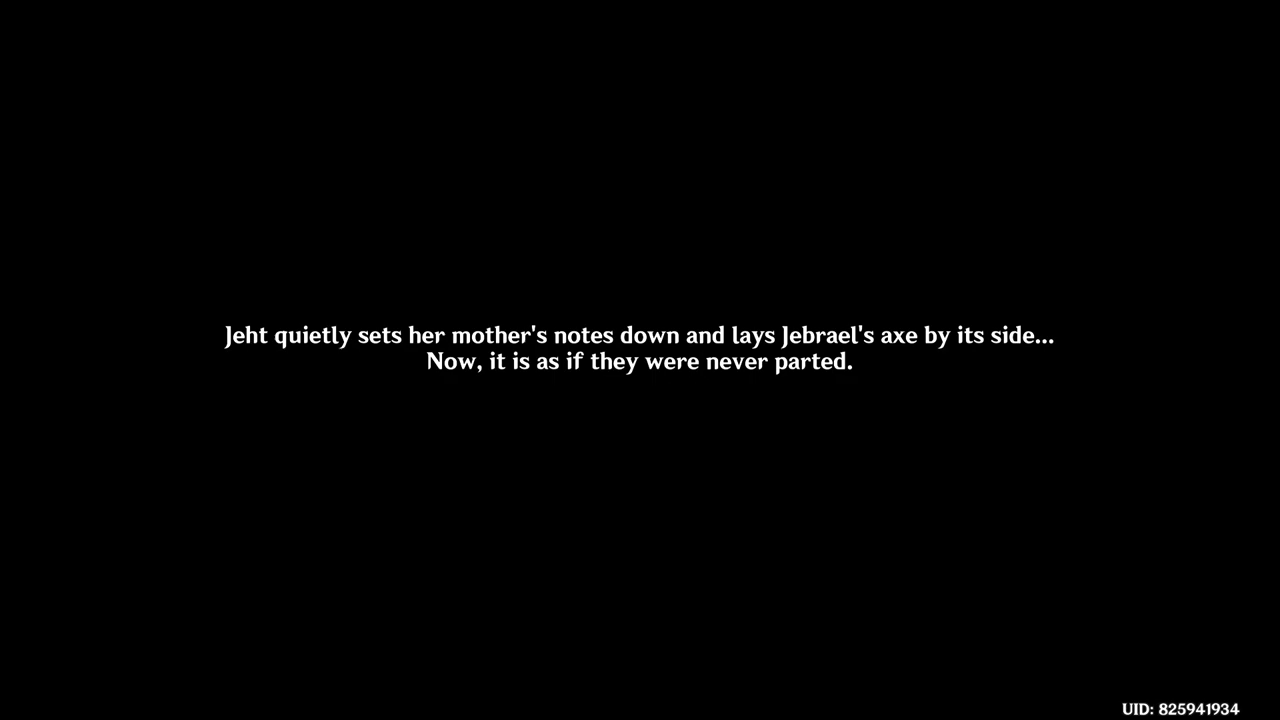 Jeht quietly sets her mother's notes down and lays Jebrael's axe by its side...
Now, it is as if they were never parted.
UID: 825941934